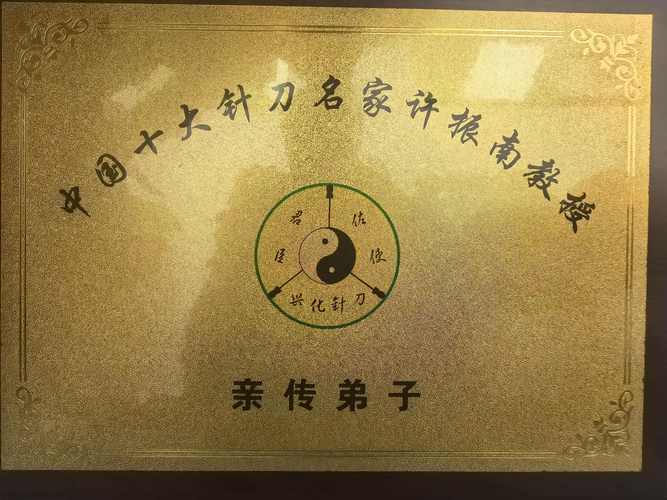 中国十大针刀名家许振南教授
君臣
佐使
兴化针刀
亲传弟子